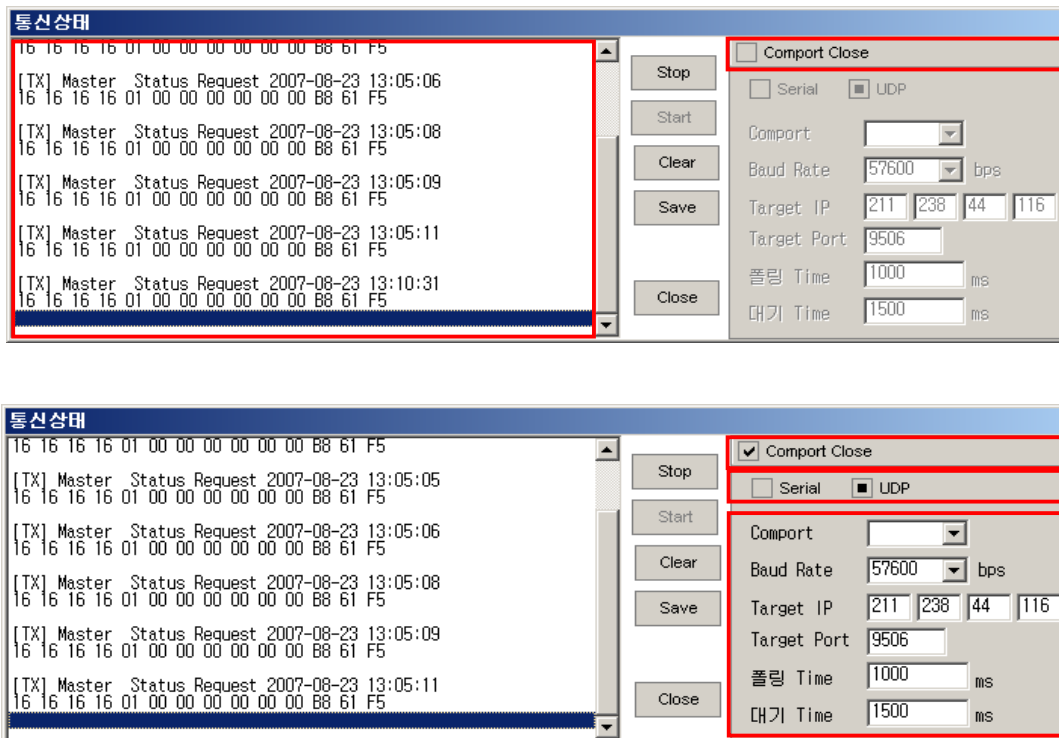 통신상태
16 16 16 16 01 00 00 00 00 00 00 B8 61 F5
[TX] Master Status Request 2007-08-23 13:05:06
16 16 16 16 01 00 00 00 00 00 00 B8 61 F5
[TX] Master Status Request 2007-08-23 13:05:08
16 16 16 16 01 00 00 00 00 00 00 B8 61 F5
[TX] Master Status Request 2007-08-23 13:05:09
16 16 16 16 01 00 00 00 00 00 00 B8 61 F5
[TX] Master Status Request 2007-08-23 13:05:11
16 16 16 16 01 00 00 00 00 00 00 B8 61 F5
[TX] Master Status Request 2007-08-23 13:10:31
16 16 16 16 01 00 00 00 00 00 00 B8 61 F5
Stop
Start
Clear
Save
Close
Comport Close
Serial UDP
Comport
Baud Rate 57600 bps
Target IP 211 238 44 116
Target Port 9506
폴링 Time 1000 ms
대기 Time 1500 ms
통신상태
16 16 16 16 01 00 00 00 00 00 00 B8 61 F5
[TX] Master Status Request 2007-08-23 13:05:05
16 16 16 16 01 00 00 00 00 00 00 B8 61 F5
[TX] Master Status Request 2007-08-23 13:05:06
16 16 16 16 01 00 00 00 00 00 00 B8 61 F5
[TX] Master Status Request 2007-08-23 13:05:08
16 16 16 16 01 00 00 00 00 00 00 B8 61 F5
[TX] Master Status Request 2007-08-23 13:05:09
16 16 16 16 01 00 00 00 00 00 00 B8 61 F5
[TX] Master Status Request 2007-08-23 13:05:11
16 16 16 16 01 00 00 00 00 00 00 B8 61 F5
Stop
Start
Clear
Save
Close
Comport Close
Serial UDP
Comport
Baud Rate 57600 bps
Target IP 211 238 44 116
Target Port 9506
폴링 Time 1000 ms
대기 Time 1500 ms